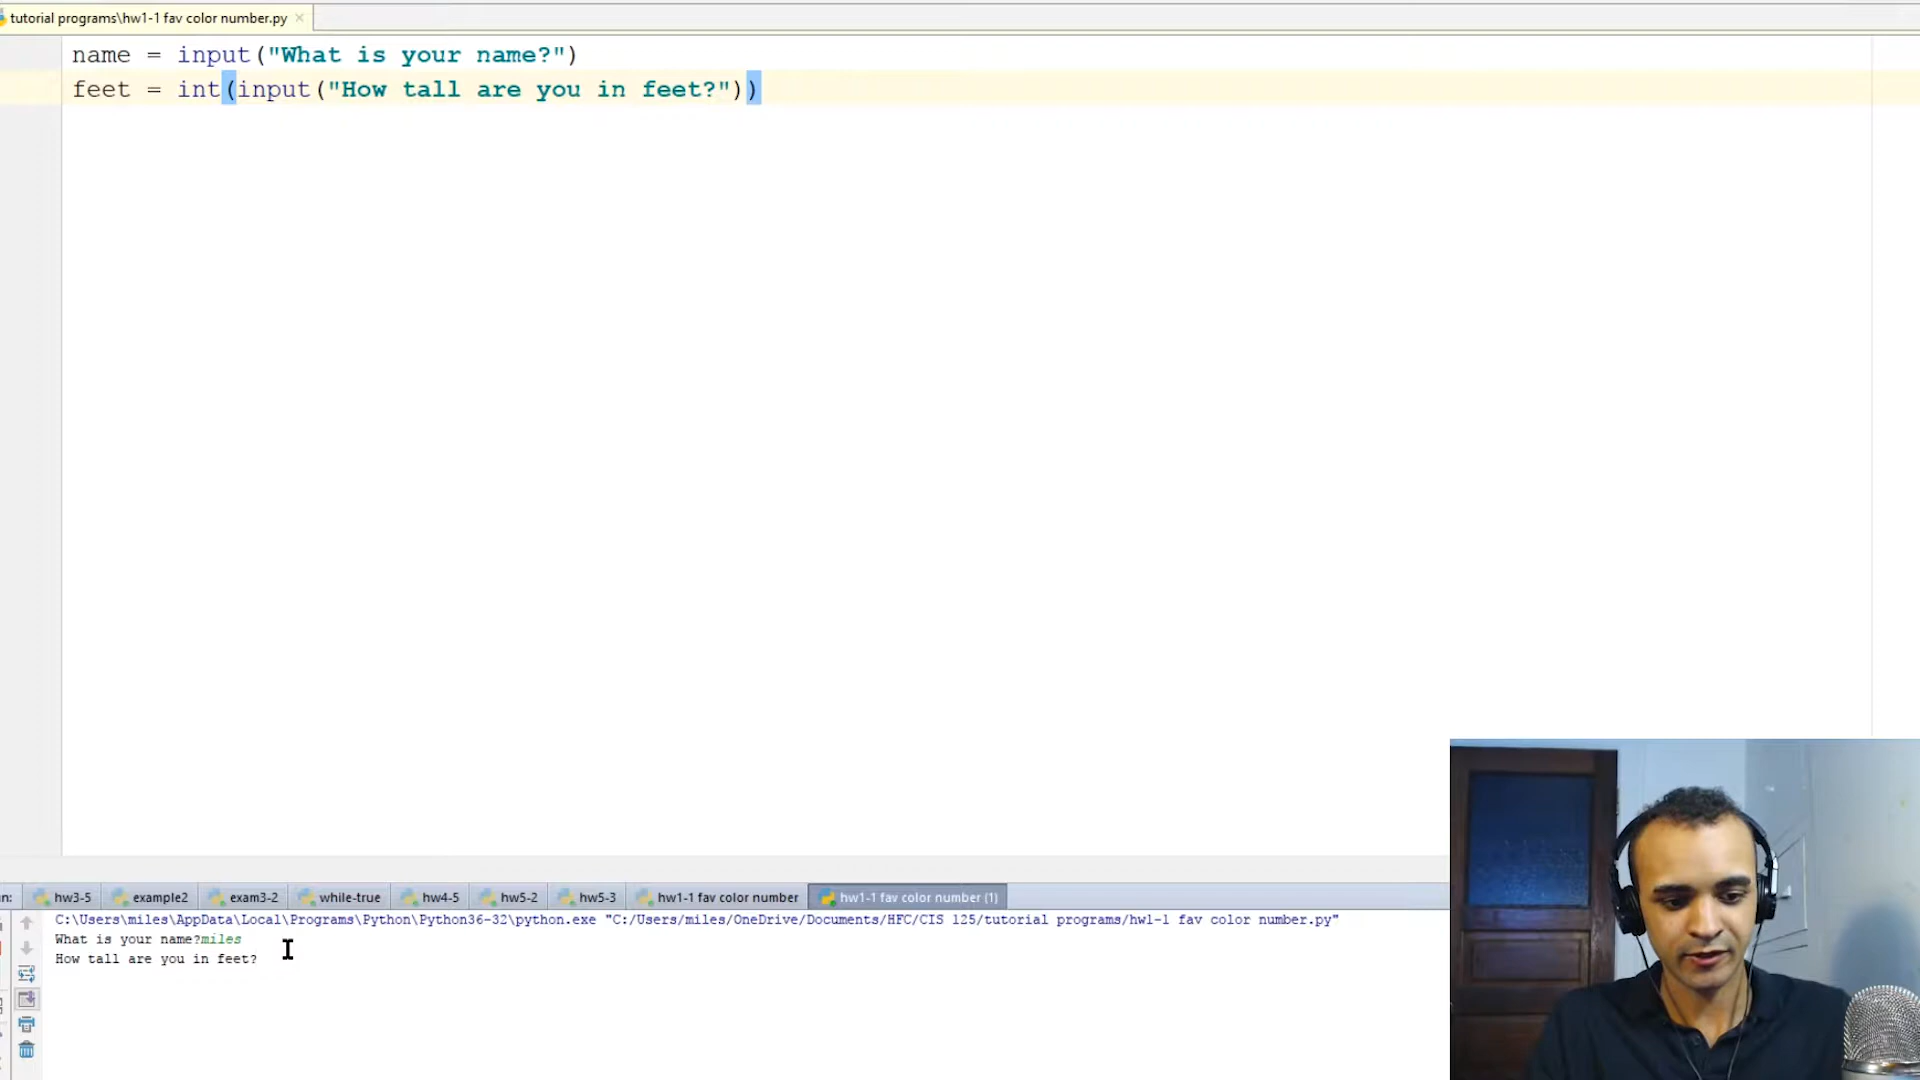 tutorial programs\hw1-1 fav color number.py
name = input("What is your name?")
feet = int(input("How tall are you in feet?"))
n: hw3-5 example2 exam3-2 while-true hw4-5 hw5-2 hw5-3 hw1-1 fav color number hw1-1 fav color number (1)
C:\Users\miles\AppData\Local\Programs\Python\Python36-32\python.exe "C:/Users/miles/OneDrive/Documents/HFC/CIS 125/tutorial programs/hw1-1 fav color number.py"
What is your name?miles
How tall are you in feet?